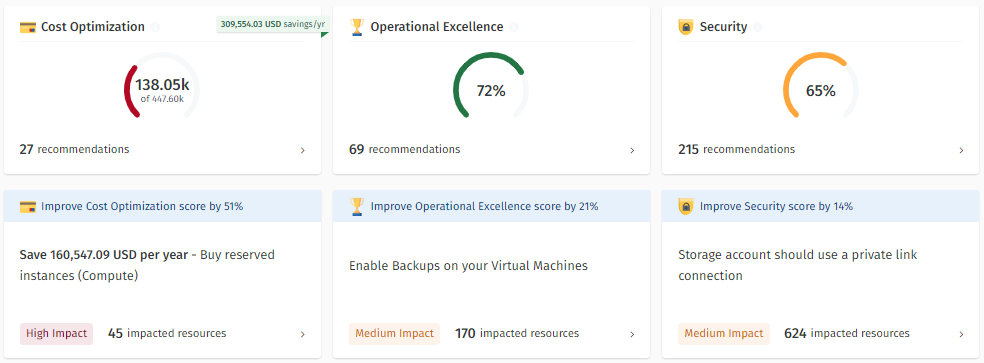 Cost Optimization
309,554.03 USD savings/yr
138.05k
of 447.60k
27 recommendations
Operational Excellence
72%
69 recommendations
Security
65%
215 recommendations
Improve Cost Optimization score by 51%
Save 160,547.09 USD per year - Buy reserved
instances (Compute)
High Impact 45 impacted resources
Improve Operational Excellence score by 21%
Enable Backups on your Virtual Machines
Medium Impact 170 impacted resources
Improve Security score by 14%
Storage account should use a private link
connection
Medium Impact 624 impacted resources